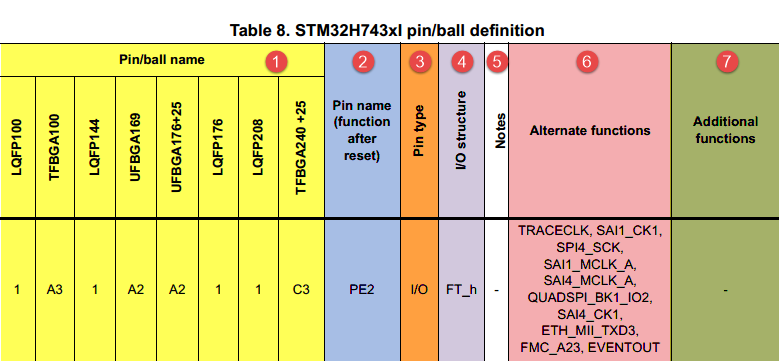 Table 8. STM32H743xI pin/ball definition
Pin/ball name
1
2
3
4
5
6
7
LQFP100
TFBGA100
LQFP144
UFBGA169
UFBGA176+25
LQFP176
LQFP208
TFBGA240 +25
Pin name
(function
after
reset)
Pin type
I/O structure
Notes
Alternate functions
Additional
functions
1
A3
1
A2
A2
1
1
C3
PE2
I/O
FT_h
-
TRACECLK, SAI1_CK1,
SPI4_SCK,
SAI1_MCLK_A,
SAI4_MCLK_A,
QUADSPI_BK1_IO2,
SAI4_CK1,
ETH_MII_TXD3,
FMC_A23, EVENTOUT
-